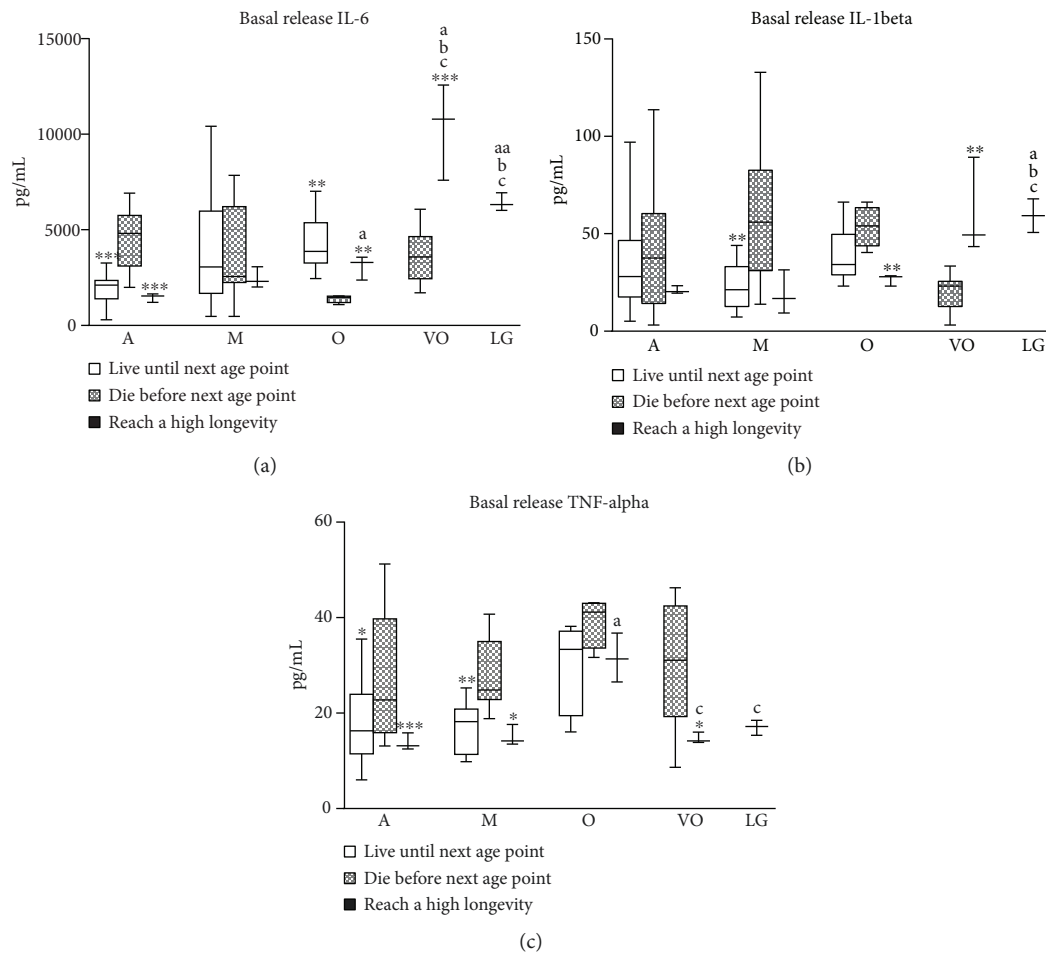 Basal release IL-6
15000
10000
5000
0
pg/mL
***
***
**
a
**
a
b
c
***
aa
b
c
A M O VO LG
Live until next age point
Die before next age point
Reach a high longevity
(a)
Basal release IL-1beta
150
100
50
0
pg/mL
**
**
**
a
b
c
A M O VO LG
Live until next age point
Die before next age point
Reach a high longevity
(b)
Basal release TNF-alpha
60
40
20
0
pg/mL
*
***
**
*
a
c
*
c
A M O VO LG
Live until next age point
Die before next age point
Reach a high longevity
(c)